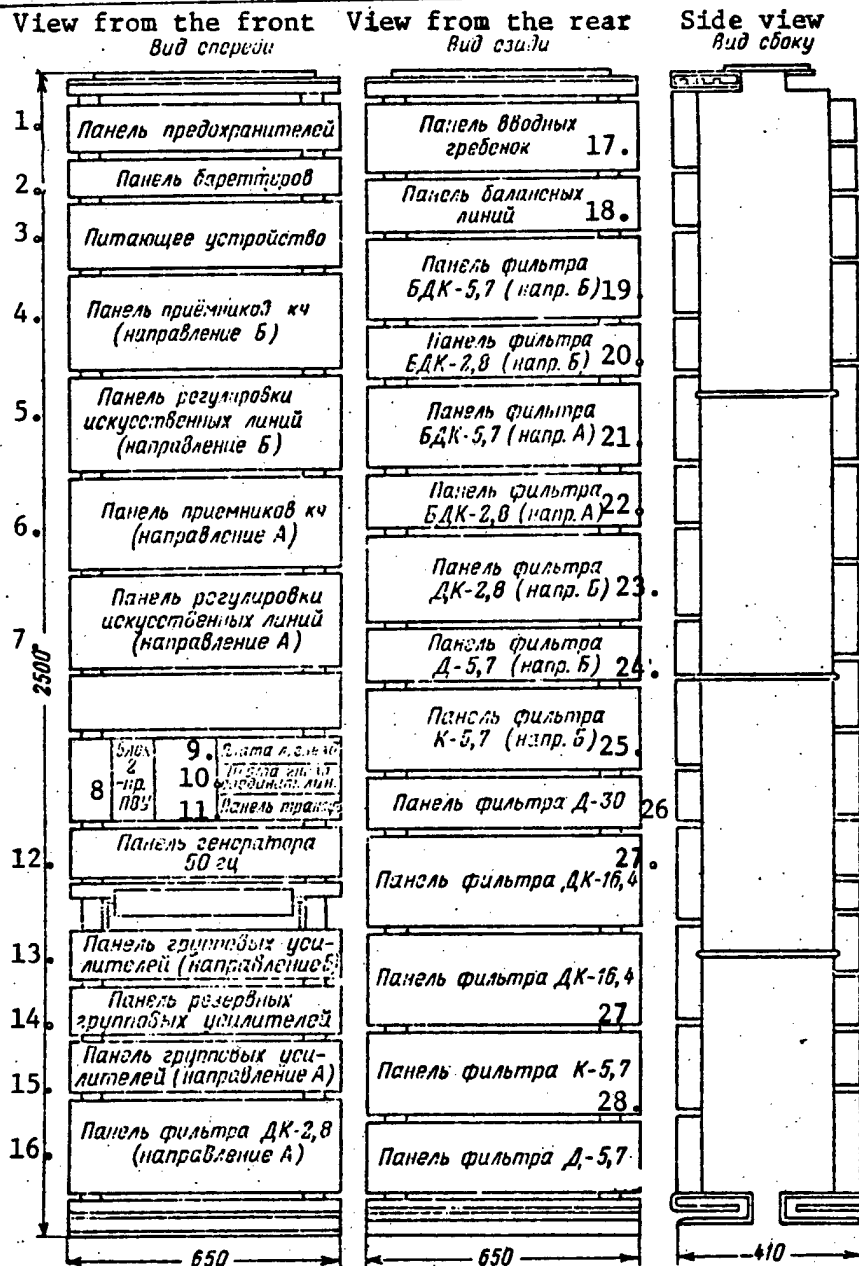 View from the front View from the rear Side view
Вид спереди Вид сзади Вид сбоку
1. Панель предохранителей
2. Панель бареттеров
3. Питающее устройство
4. Панель приёмников кч
(направление Б)
5. Панель регулировки
искусственных линий
(направление Б)
6. Панель приемников кч
(направление А)
7 Панель регулировки
искусственных линий
(направление А)
2500
8
Блок
2
-пр.
ПВУ
9. Плата
10. Плата
11. Панель
12. Панель генератора
50 гц
13. Панель групповых уси-
лителей (направление Б)
14. Панель резервных
групповых усилителей
15. Панель групповых уси-
лителей (направление А)
16. Панель фильтра ДК-2,8
(направление А)
650
Панель вводных
гребенок 17.
Панель балансных
линий 18.
Панель фильтра
БДК-5,7 (напр. Б) 19.
Панель фильтра
БДК-2,8 (напр. Б) 20.
Панель фильтра
БДК-5,7 (напр. А) 21.
Панель фильтра
БДК-2,8 (напр. А) 22.
Панель фильтра
ДК-2,8 (напр. Б) 23.
Панель фильтра
Д-5,7 (напр. Б) 24.
Панель фильтра
К-5,7 (напр. Б) 25.
Панель фильтра Д-30 26
27.
Панель фильтра ДК-16,4
Панель фильтра ДК-16,4
27
Панель фильтра К-5,7
28.
Панель фильтра Д-5,7
650
410